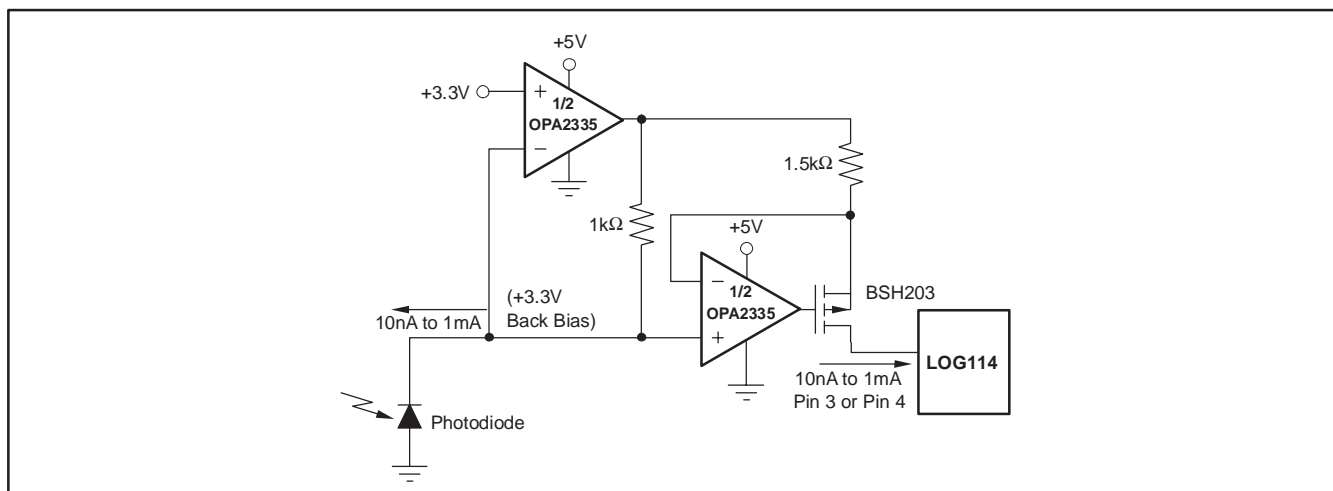 +5V
+3.3V
+
1/2
OPA2335
−
1.5kΩ
1kΩ
+5V
−
1/2
OPA2335
+
BSH203
(+3.3V
Back Bias)
10nA to 1mA
LOG114
10nA to 1mA
Pin 3 or Pin 4
Photodiode